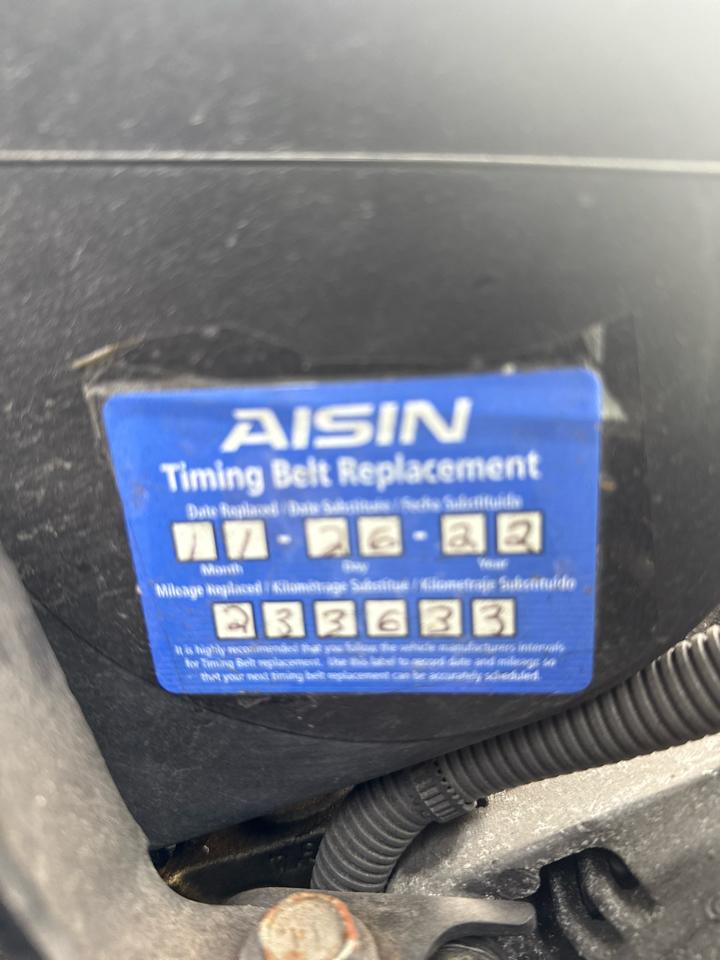 AISIN
Timing Belt Replacement
Date Replaced / Date Substituée / Fecha Substituida
11 - 26 - 22
Month Day Year
Mileage Replaced / Kilométrage Substitué / Kilometraje Substituido
233633
It is highly recommended that you follow the vehicle manufacturers intervals
for Timing Belt replacement. Use this label to record date and mileage so
that your next timing belt replacement can be accurately scheduled.